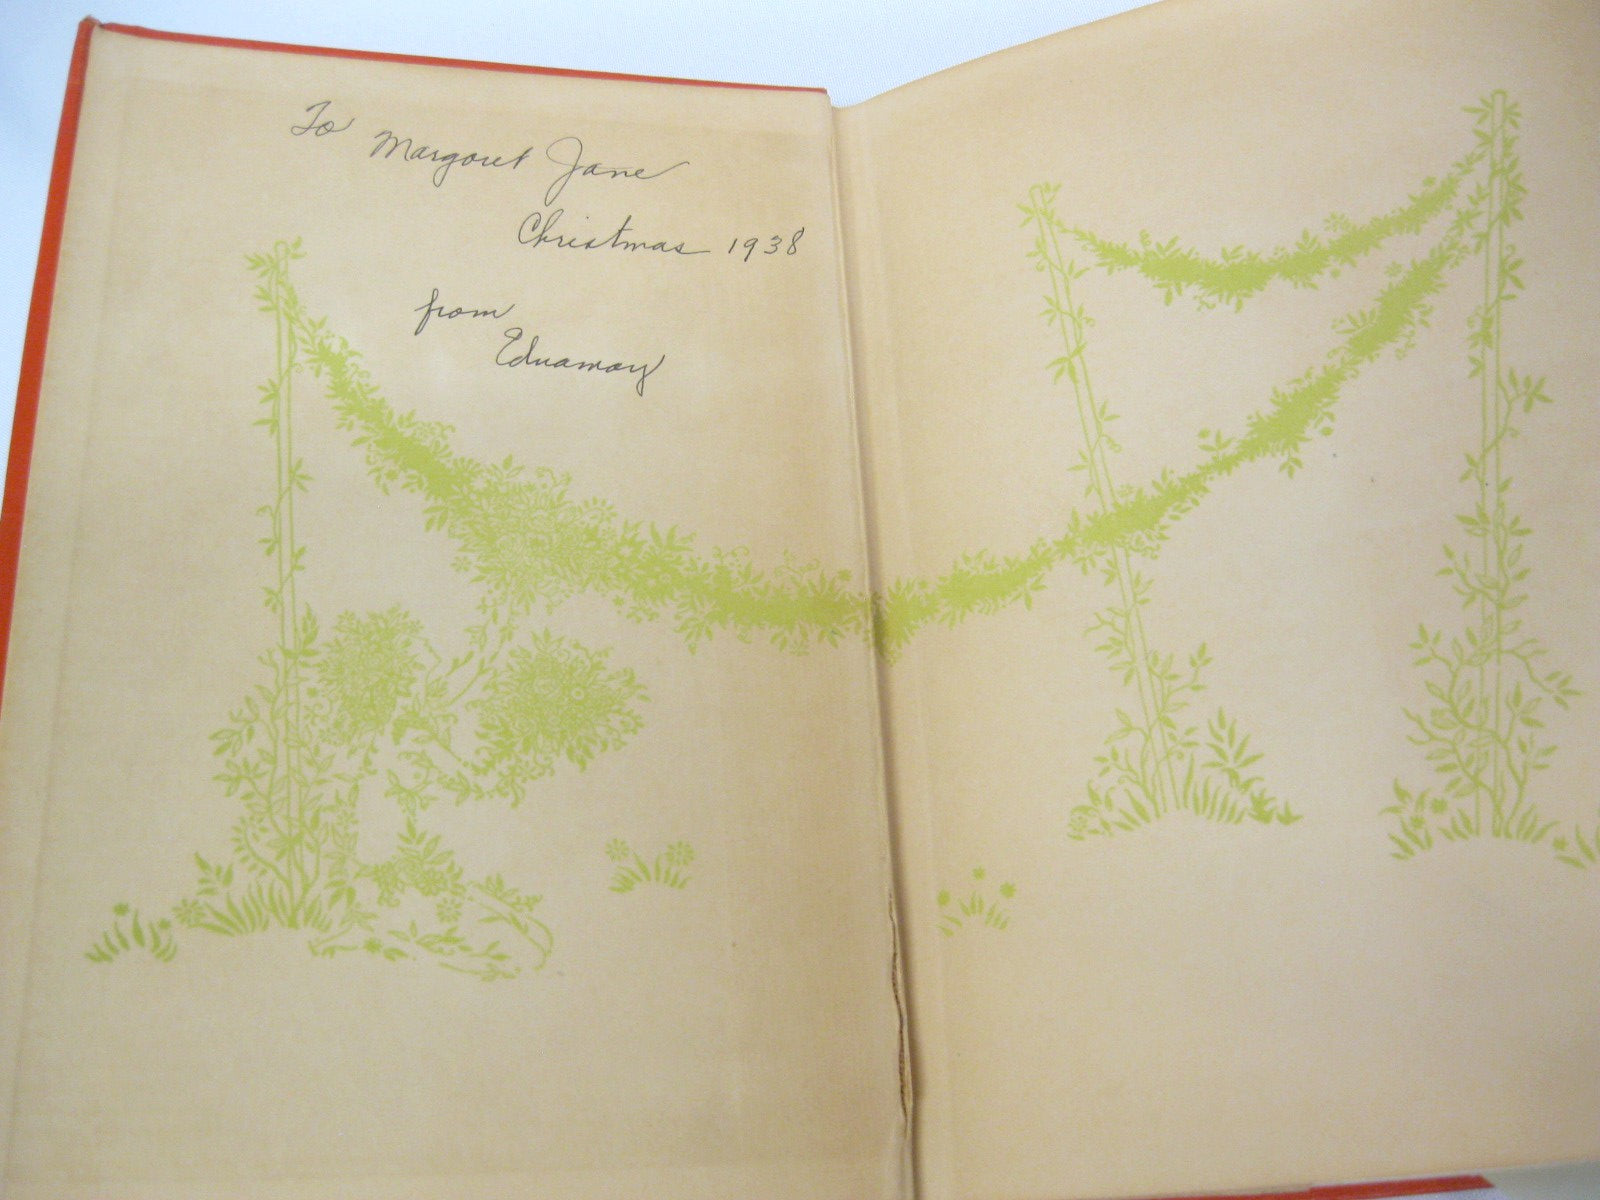 To
Margaret Jane
Christmas 1938
from
Ednamay